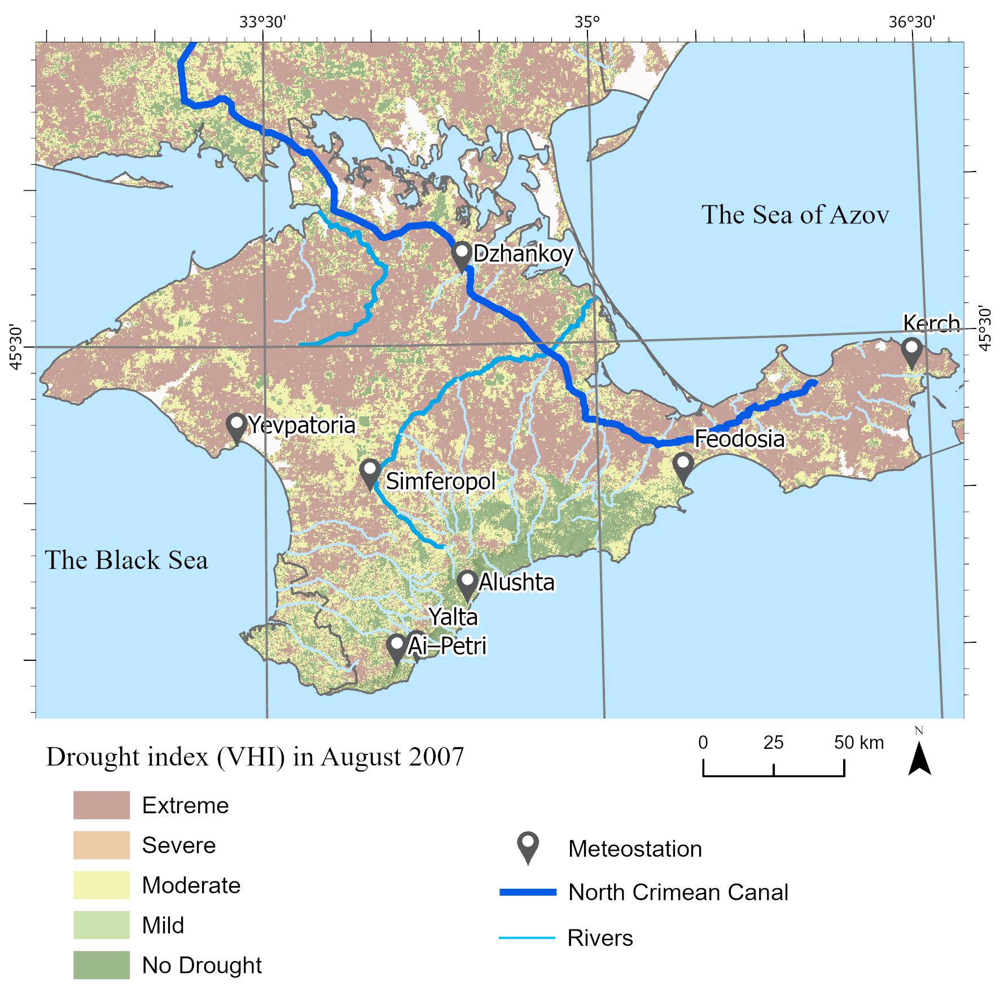 33°30'
35°
36°30'
The Sea of Azov
Dzhankoy
45°30'
45°30'
Kerch
Yevpatoria
Feodosia
Simferopol
The Black Sea
Alushta
Yalta
Ai–Petri
Drought index (VHI) in August 2007
0 25 50 km
N
Extreme
Severe
Moderate
Mild
No Drought
Meteostation
North Crimean Canal
Rivers